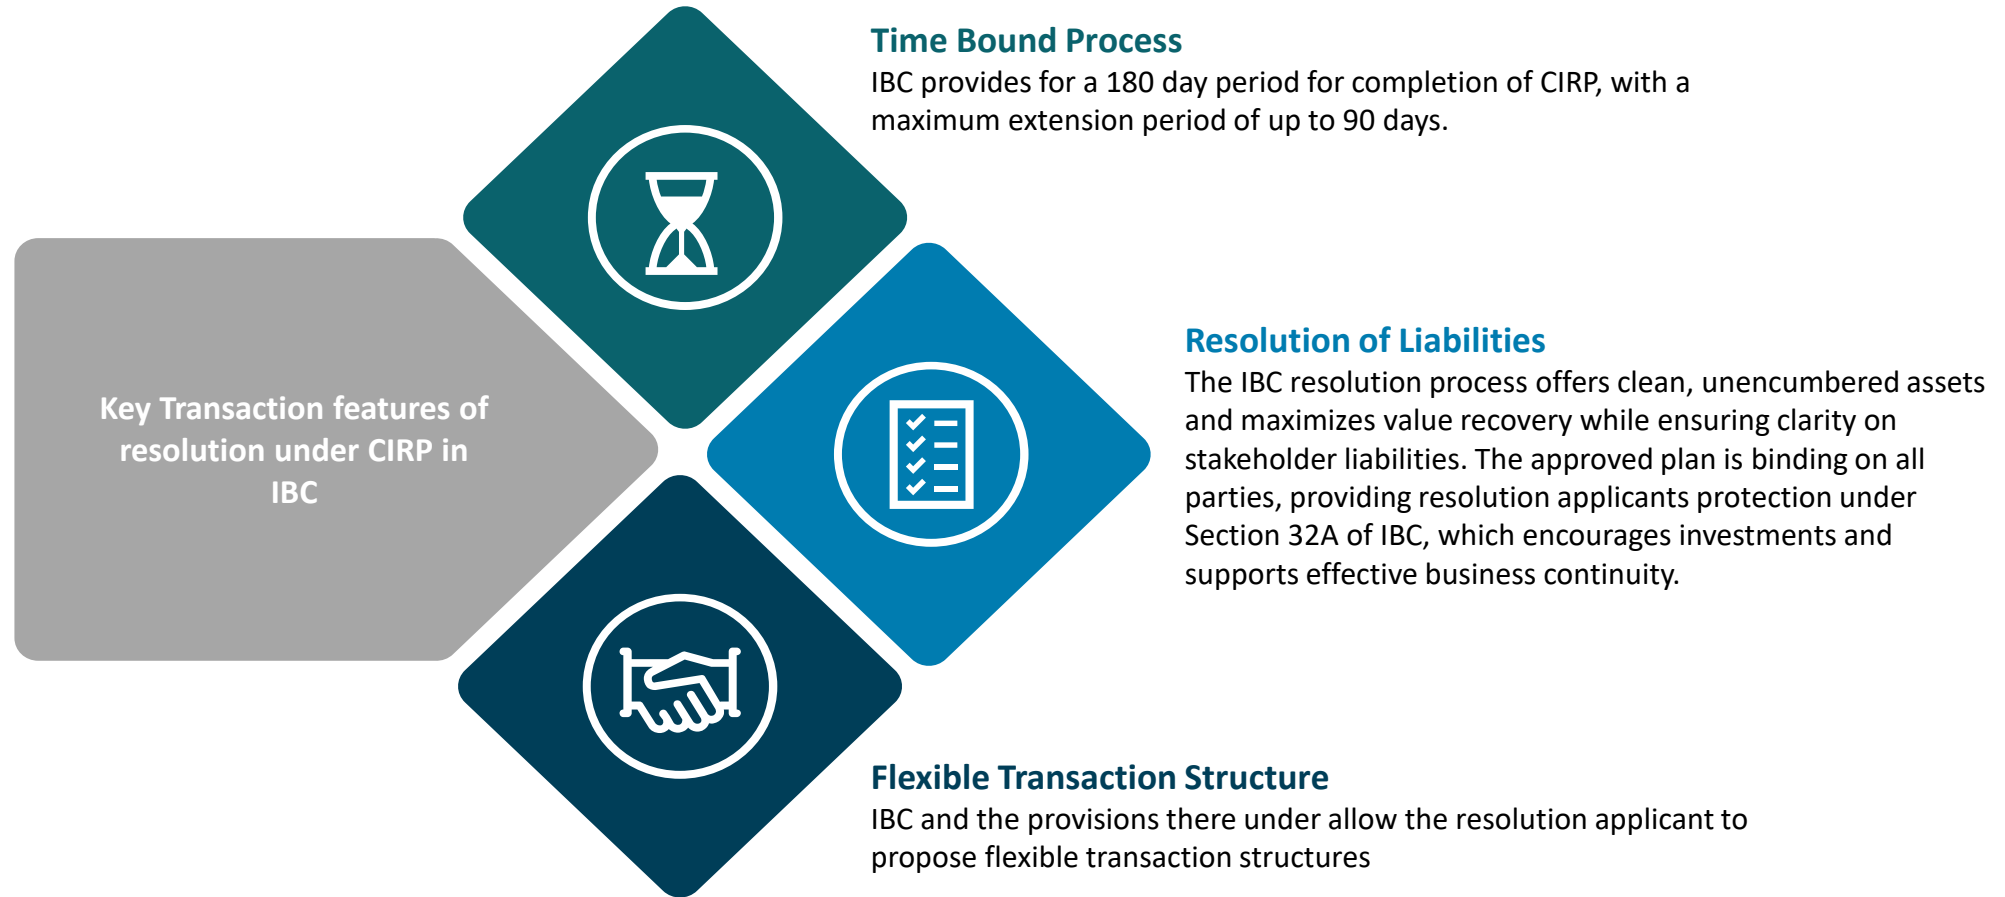 Time Bound Process
IBC provides for a 180 day period for completion of CIRP, with a
maximum extension period of up to 90 days.
Key Transaction features of
resolution under CIRP in
IBC
Resolution of Liabilities
The IBC resolution process offers clean, unencumbered assets
and maximizes value recovery while ensuring clarity on
stakeholder liabilities. The approved plan is binding on all
parties, providing resolution applicants protection under
Section 32A of IBC, which encourages investments and
supports effective business continuity.
Flexible Transaction Structure
IBC and the provisions there under allow the resolution applicant to
propose flexible transaction structures